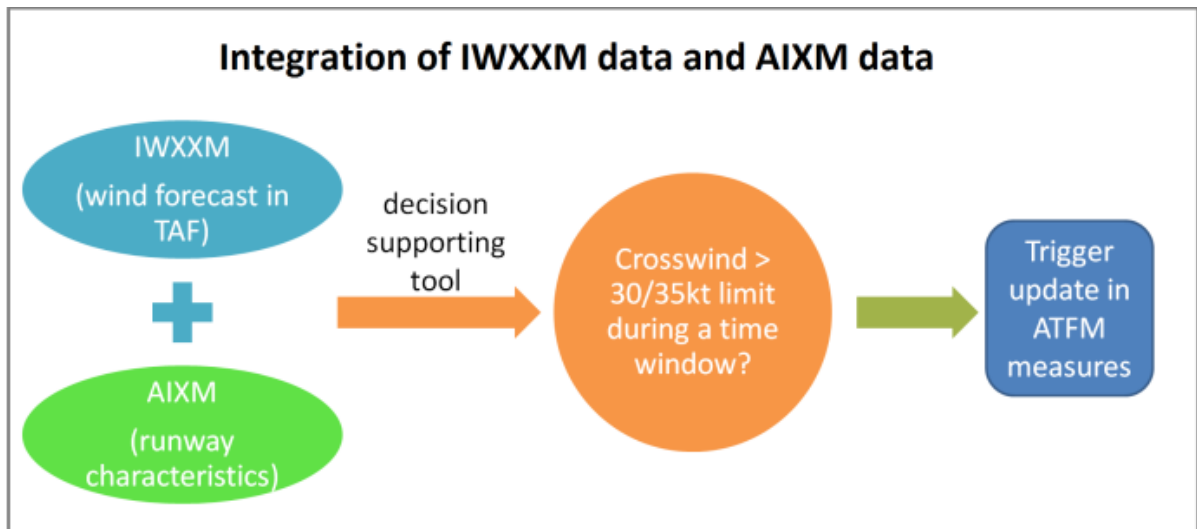 Integration of IWXXM data and AIXM data
IWXXM
(wind forecast in
TAF)
AIXM
(runway
characteristics)
decision
supporting
tool
Crosswind >
30/35kt limit
during a time
window?
Trigger
update in
ATFM
measures